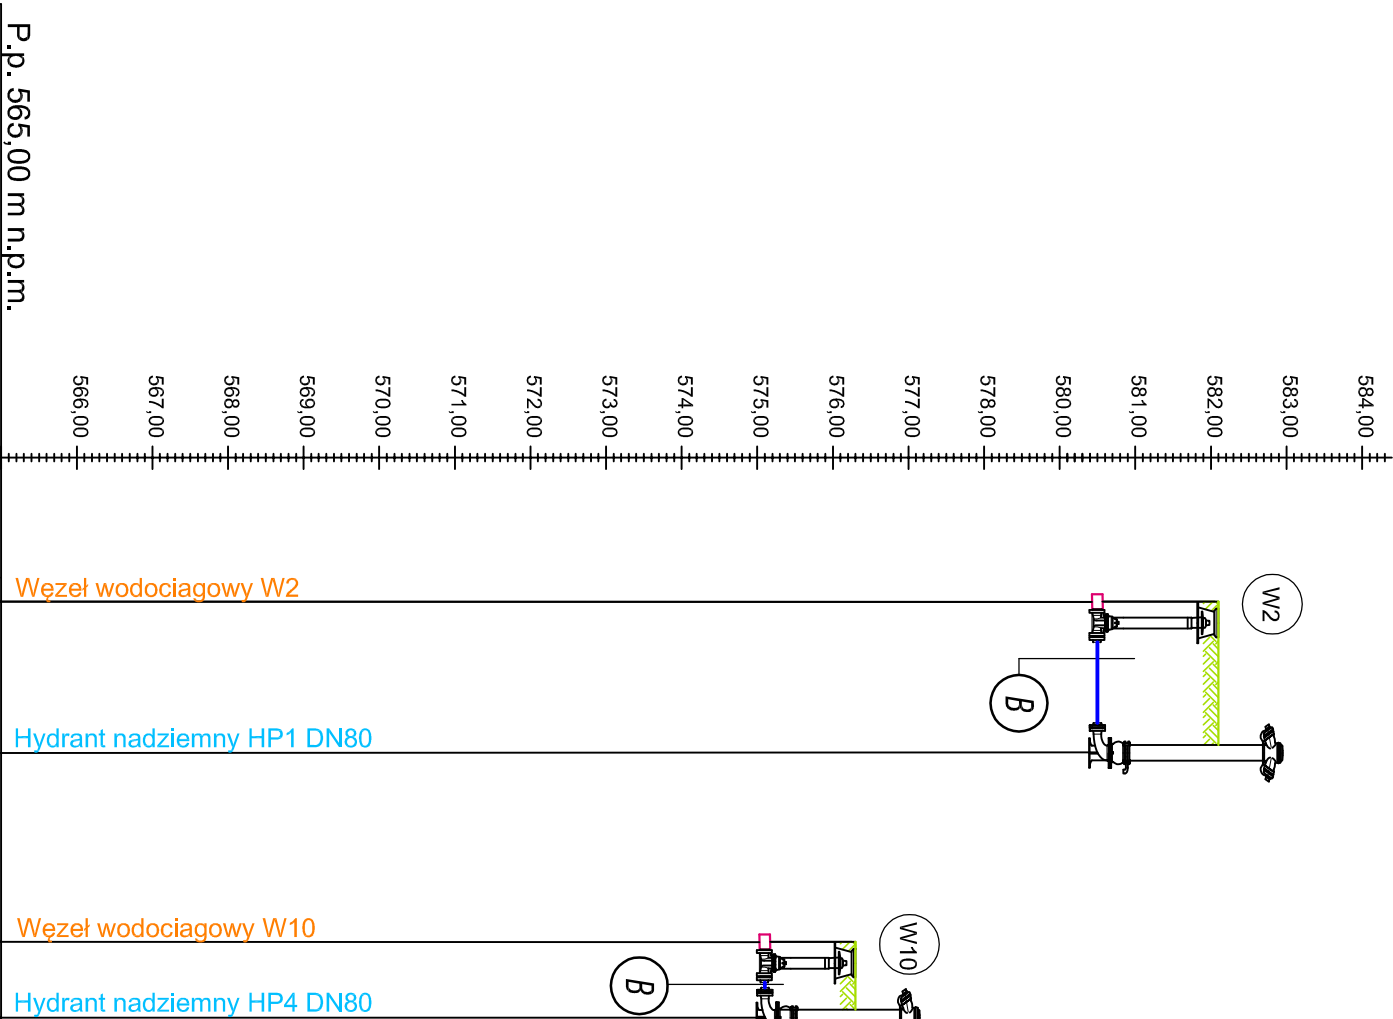 P.p. 565,00 m n.p.m.
566,00
567,00
568,00
569,00
570,00
571,00
572,00
573,00
574,00
575,00
576,00
577,00
578,00
580,00
581,00
582,00
583,00
584,00
Węzeł wodociagowy W2
W2
B
Hydrant nadziemny HP1 DN80
Węzeł wodociagowy W10
W10
B
Hydrant nadziemny HP4 DN80